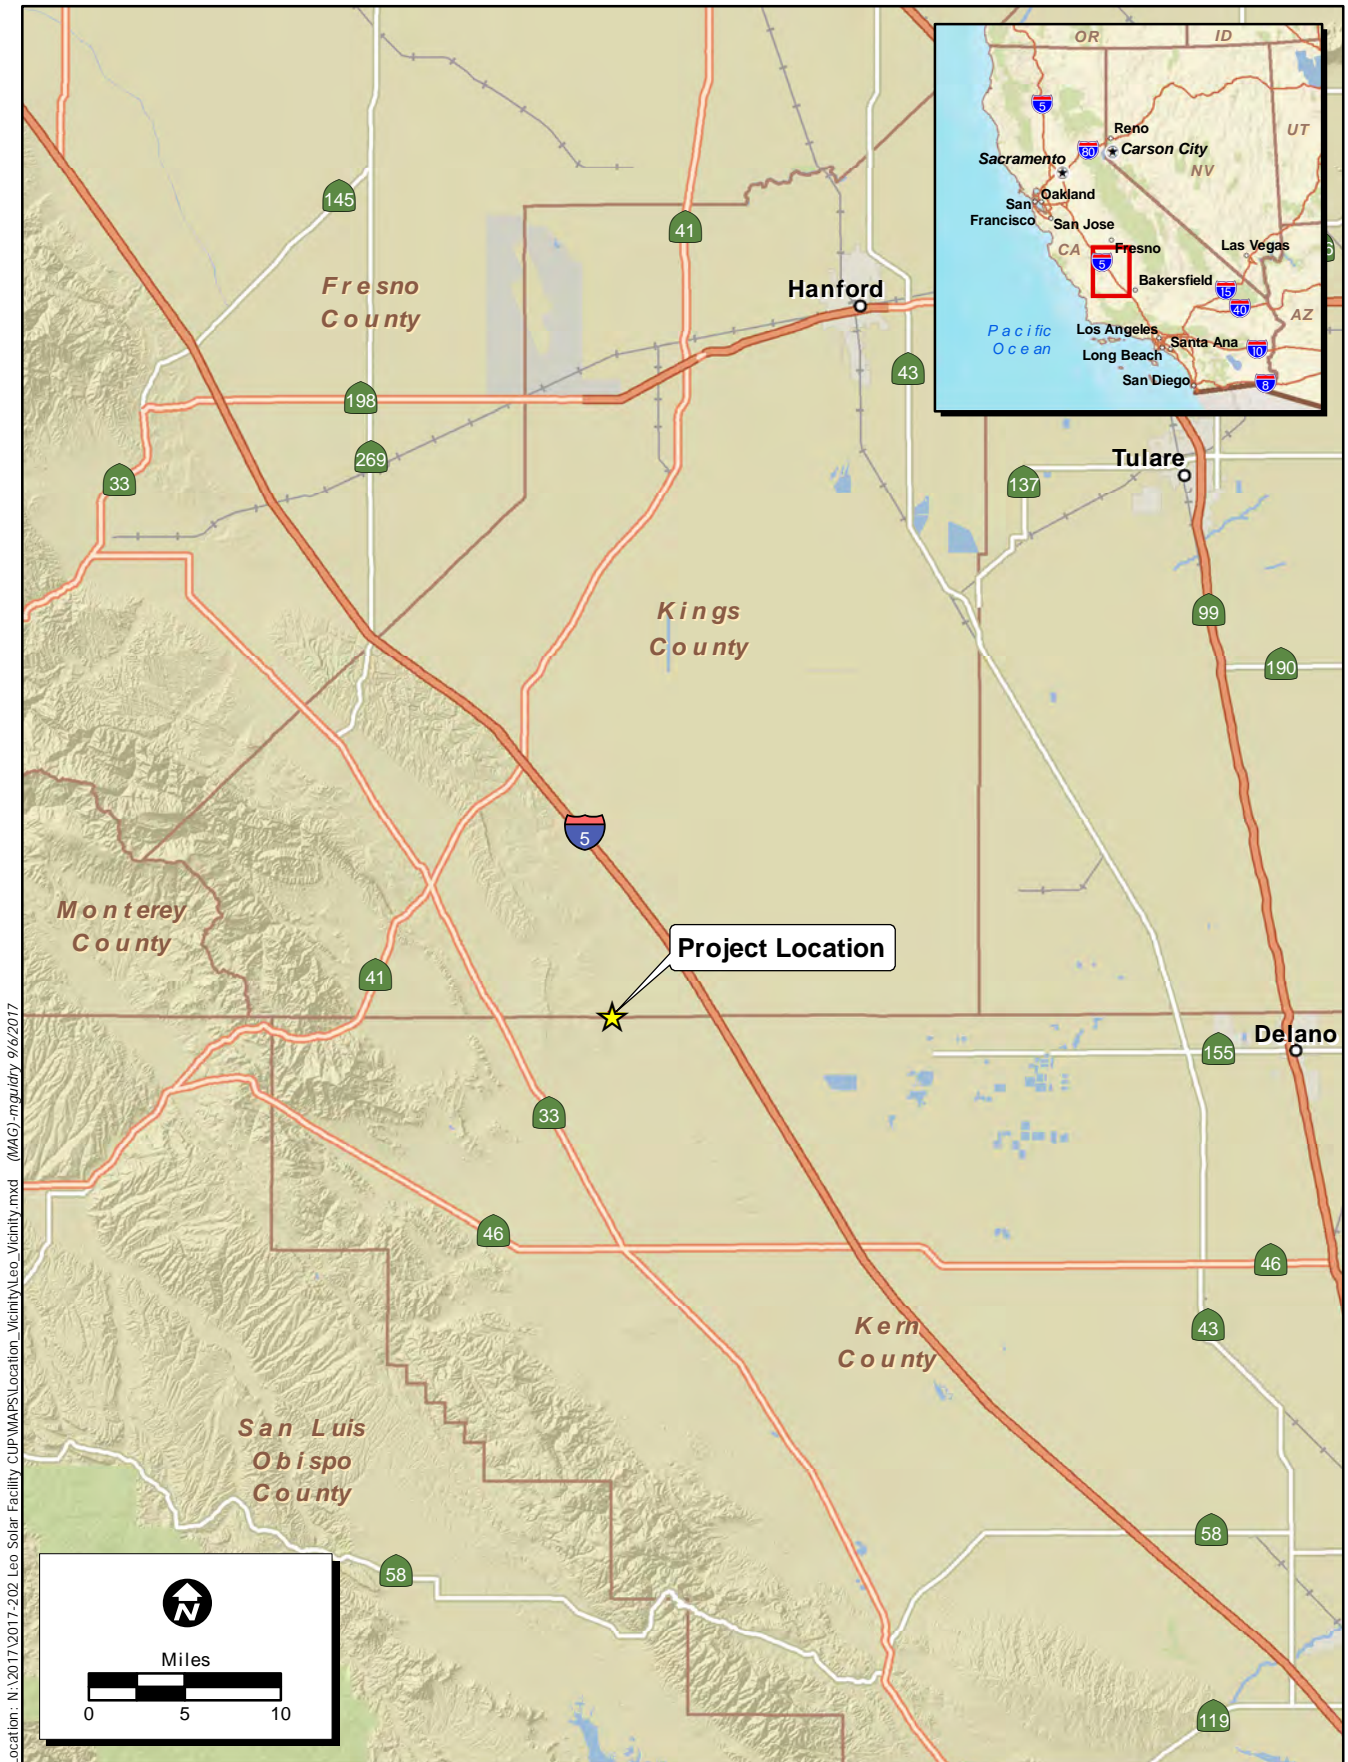 OR
ID
5
Reno
Sacramento
80
Carson City
UT
NV
Oakland
San
Francisco
San Jose
CA
Fresno
5
Las Vegas
Bakersfield
15
40
AZ
Pacific
Ocean
Los Angeles
Santa Ana
10
Long Beach
San Diego
8
145
41
Fresno
County
Hanford
43
198
269
33
Tulare
137
99
Kings
County
190
5
Monterey
County
Project Location
41
Delano
155
33
46
46
43
Kern
County
San Luis
Obispo
County
58
58
119
N
Miles
0 5 10
ocation: N:\2017\2017-202 Leo Solar Facility CUP\MAPS\Location_Vicinity\Leo_Vicinity.mxd (MAG)-mguidry 9/6/2017